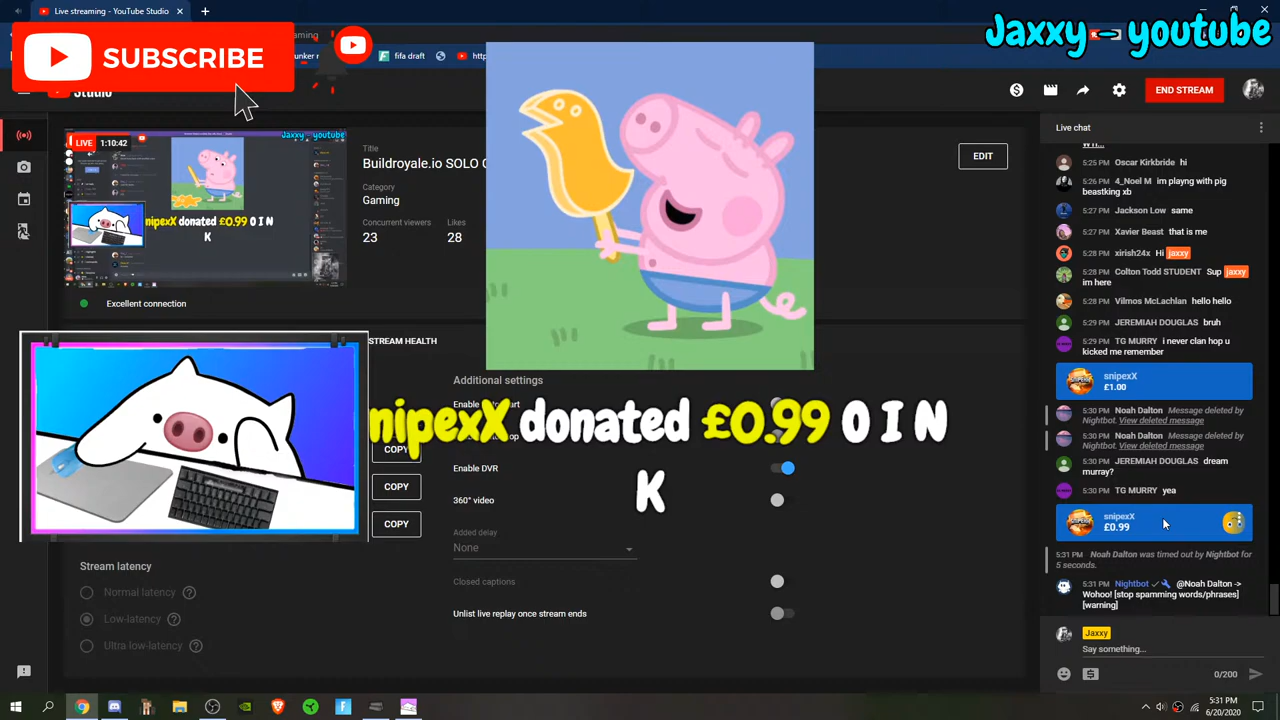 Live streaming - YouTube Studio
SUBSCRIBE
fifa draft
Jaxxy - youtube
Studio
END STREAM
LIVE 1:10:42
Jaxxy - youtube
snipexX donated £0.99 O I N
K
Excellent connection
Title
Buildroyale.io SOLO
Category
Gaming
Concurrent viewers
23
Likes
28
EDIT
snipexX donated £0.99 O I N
K
STREAM HEALTH
Additional settings
COPY
Enable DVR
COPY
360° video
COPY
Added delay
None
Closed captions
Unlist live replay once stream ends
Stream latency
Normal latency
Low-latency
Ultra low-latency
Live chat
5:25 PM Oscar Kirkbride hi
5:26 PM 4_Noel M im playng with pig
beastking xb
5:27 PM Jackson Low same
5:27 PM Xavier Beast that is me
5:28 PM xirish24x Hi jaxxy
5:28 PM Colton Todd STUDENT Sup jaxxy
im here
5:28 PM Vilmos McLachlan hello hello
5:29 PM JEREMIAH DOUGLAS bruh
5:29 PM TG MURRY i never clan hop u
kicked me remember
snipexX
£1.00
5:30 PM Noah Dalton Message deleted by
Nightbot. View deleted message
5:30 PM Noah Dalton Message deleted by
Nightbot. View deleted message
5:30 PM JEREMIAH DOUGLAS dream
murray?
5:30 PM TG MURRY yea
snipexX
£0.99
5:31 PM Noah Dalton was timed out by Nightbot for
5 seconds.
5:31 PM Nightbot @Noah Dalton ->
Wohoo! [stop spamming words/phrases]
[warning]
Jaxxy
Say something...
0/200
5:31 PM
6/20/2020